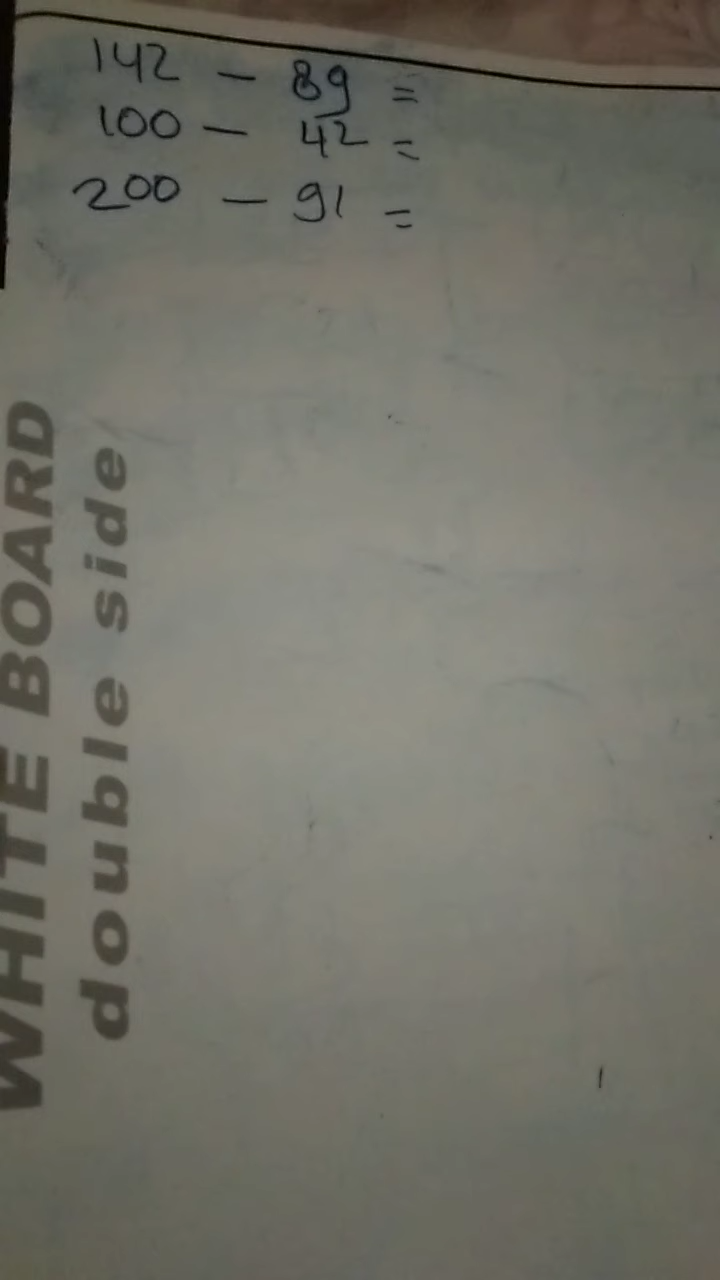 142 - 89 =
100 - 42 =
200 - 91 =
WHITE BOARD
double side